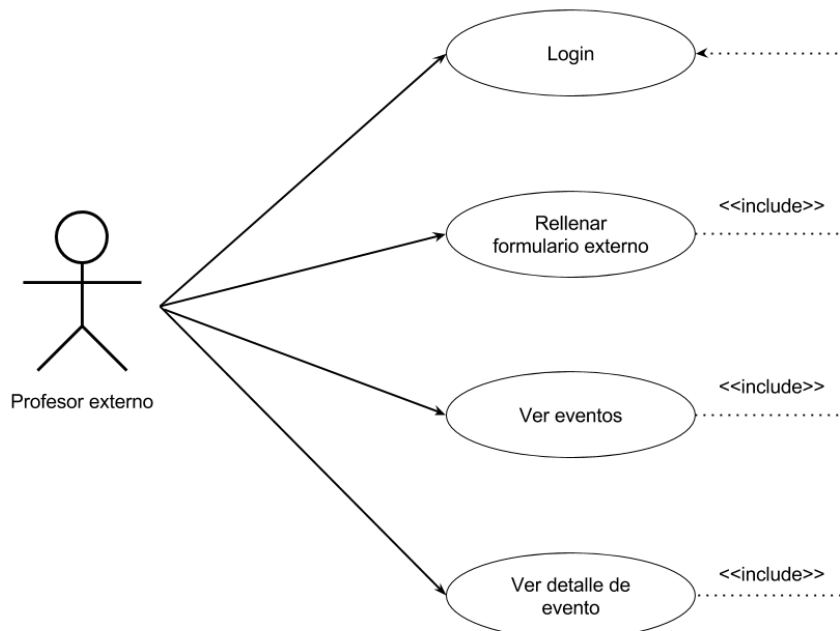 Login
Rellenar
formulario externo
<<include>>
Profesor externo
Ver eventos
<<include>>
Ver detalle de
evento
<<include>>